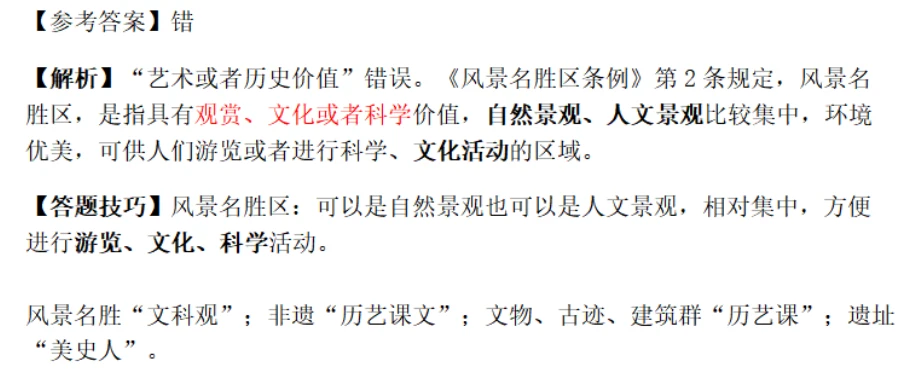 【参考答案】错
【解析】“艺术或者历史价值”错误。《风景名胜区条例》第 2 条规定，风景名
胜区，是指具有观赏、文化或者科学价值，自然景观、人文景观比较集中，环境
优美，可供人们游览或者进行科学、文化活动的区域。
【答题技巧】风景名胜区：可以是自然景观也可以是人文景观，相对集中，方便
进行游览、文化、科学活动。
风景名胜“文科观”；非遗“历艺课文”；文物、古迹、建筑群“历艺课”；遗址
“美史人”。